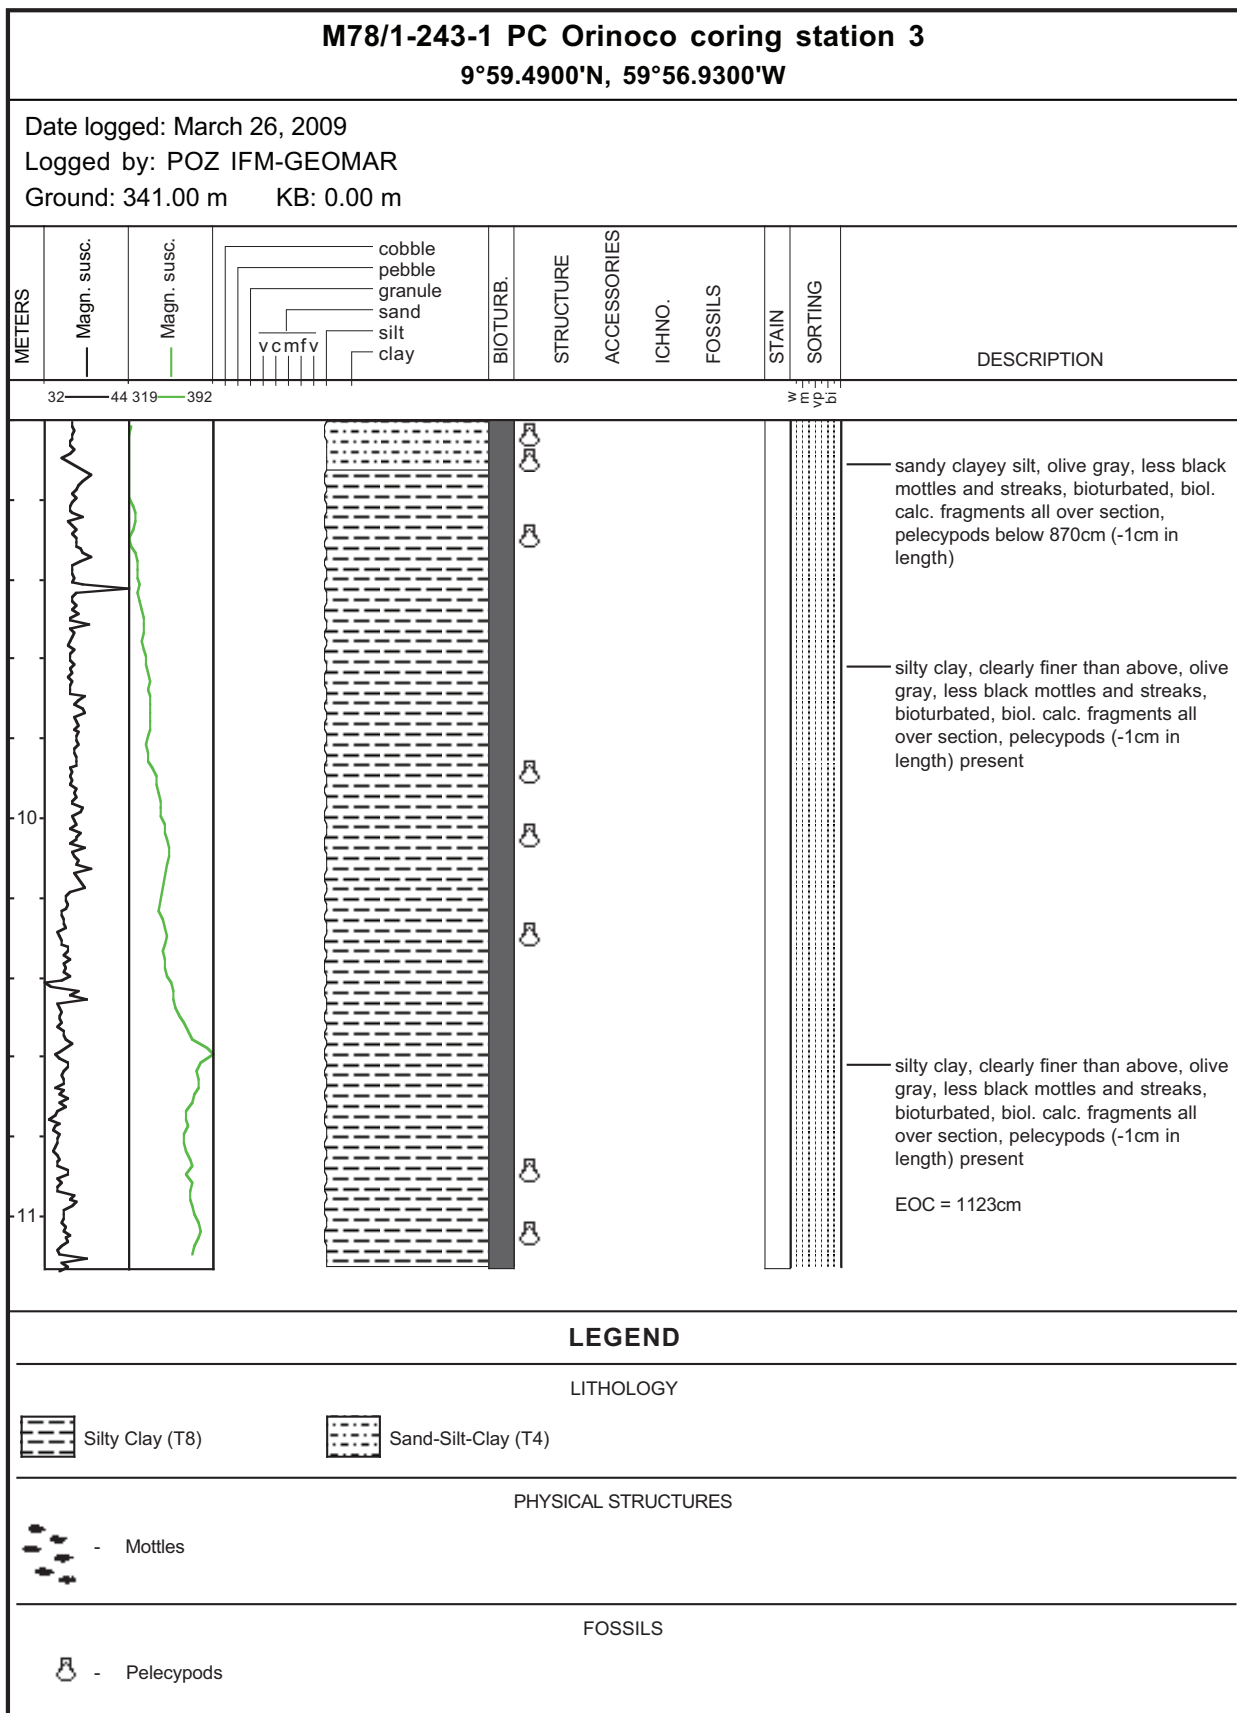 M78/1-243-1 PC Orinoco coring station 3
9°59.4900'N, 59°56.9300'W
Date logged: March 26, 2009
Logged by: POZ IFM-GEOMAR
Ground: 341.00 m KB: 0.00 m
METERS
Magn. susc.
Magn. susc.
cobble
pebble
granule
sand
silt
clay
v c m f v
BIOTURB.
STRUCTURE
ACCESSORIES
ICHNO.
FOSSILS
STAIN
SORTING
DESCRIPTION
32 44 319 392
w
m
vp
bi
sandy clayey silt, olive gray, less black
mottles and streaks, bioturbated, biol.
calc. fragments all over section,
pelecypods below 870cm (-1cm in
length)
silty clay, clearly finer than above, olive
gray, less black mottles and streaks,
bioturbated, biol. calc. fragments all
over section, pelecypods (-1cm in
length) present
10
silty clay, clearly finer than above, olive
gray, less black mottles and streaks,
bioturbated, biol. calc. fragments all
over section, pelecypods (-1cm in
length) present
EOC = 1123cm
11
LEGEND
LITHOLOGY
Silty Clay (T8)
Sand-Silt-Clay (T4)
PHYSICAL STRUCTURES
- Mottles
FOSSILS
- Pelecypods